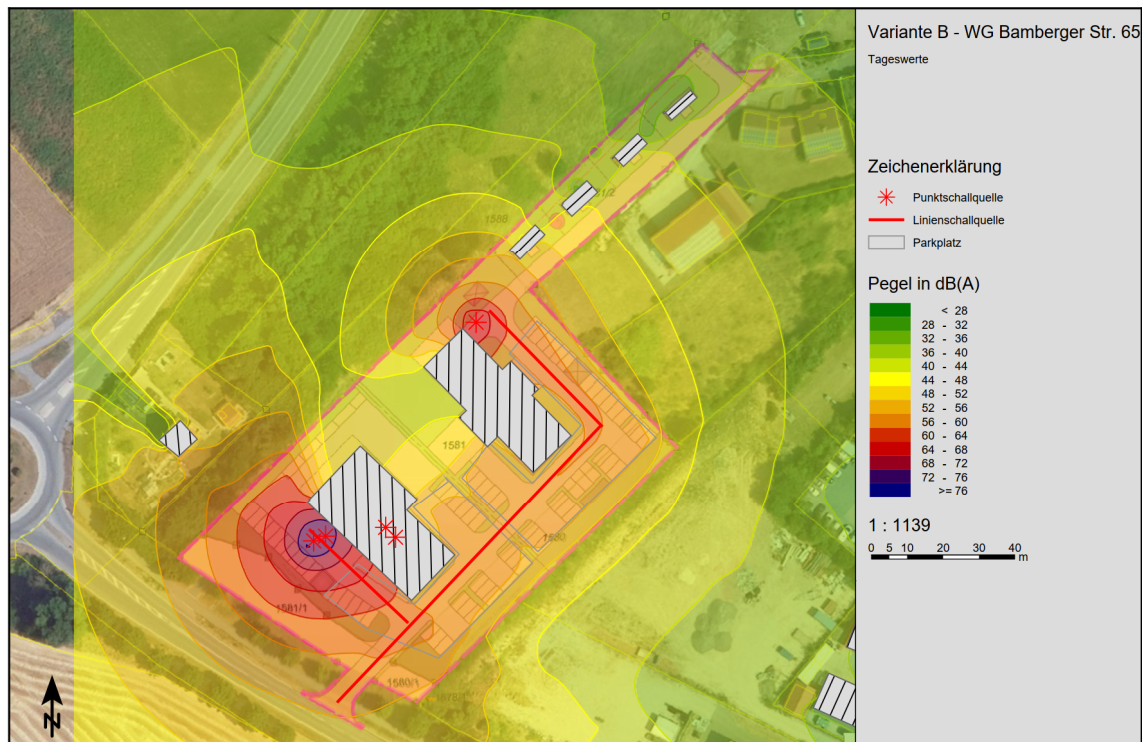 Variante B - WG Bamberger Str. 65
Tageswerte
Zeichenerklärung
Punktschallquelle
Linienschallquelle
Parkplatz
Pegel in dB(A)
< 28
28 - 32
32 - 36
36 - 40
40 - 44
44 - 48
48 - 52
52 - 56
56 - 60
60 - 64
64 - 68
68 - 72
72 - 76
>= 76
1 : 1139
0 5 10 20 30 40
m
1588
1581
1580
1581/1
1580/1
N